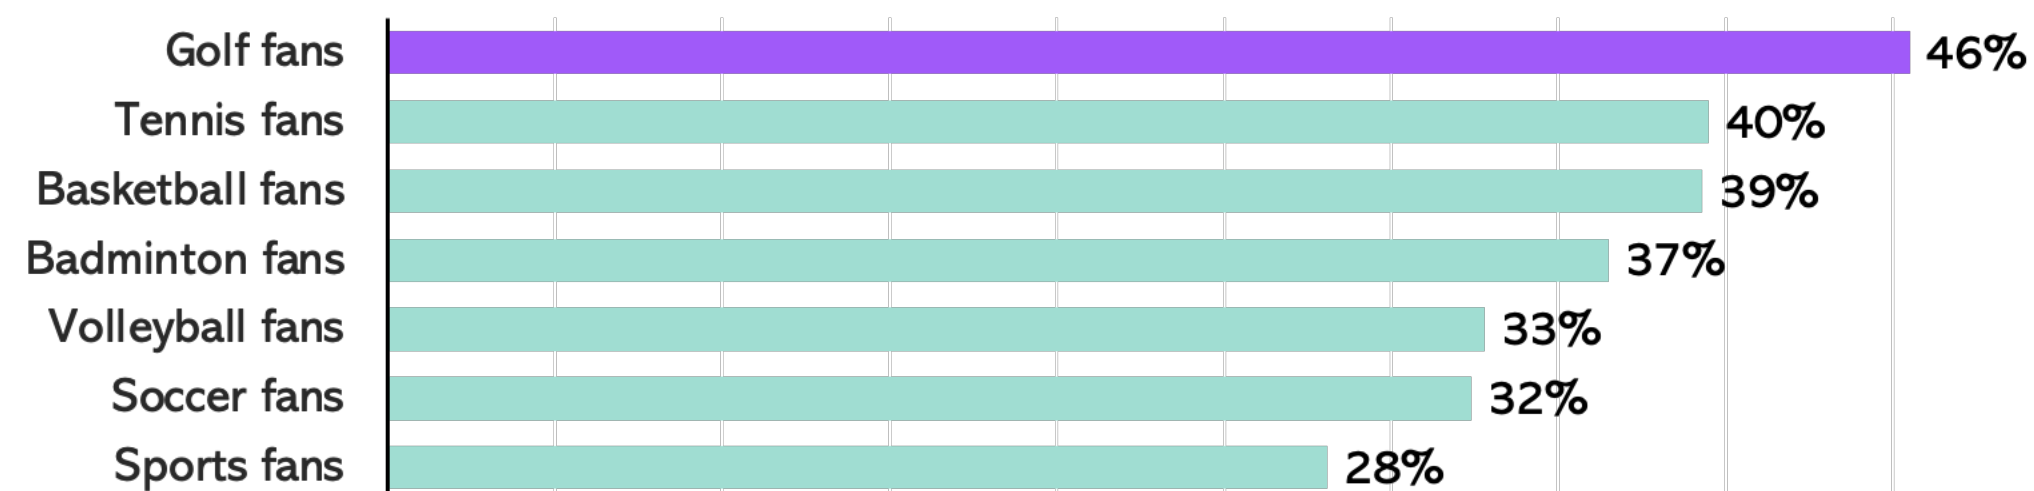 Golf fans 46%
Tennis fans 40%
Basketball fans 39%
Badminton fans 37%
Volleyball fans 33%
Soccer fans 32%
Sports fans 28%